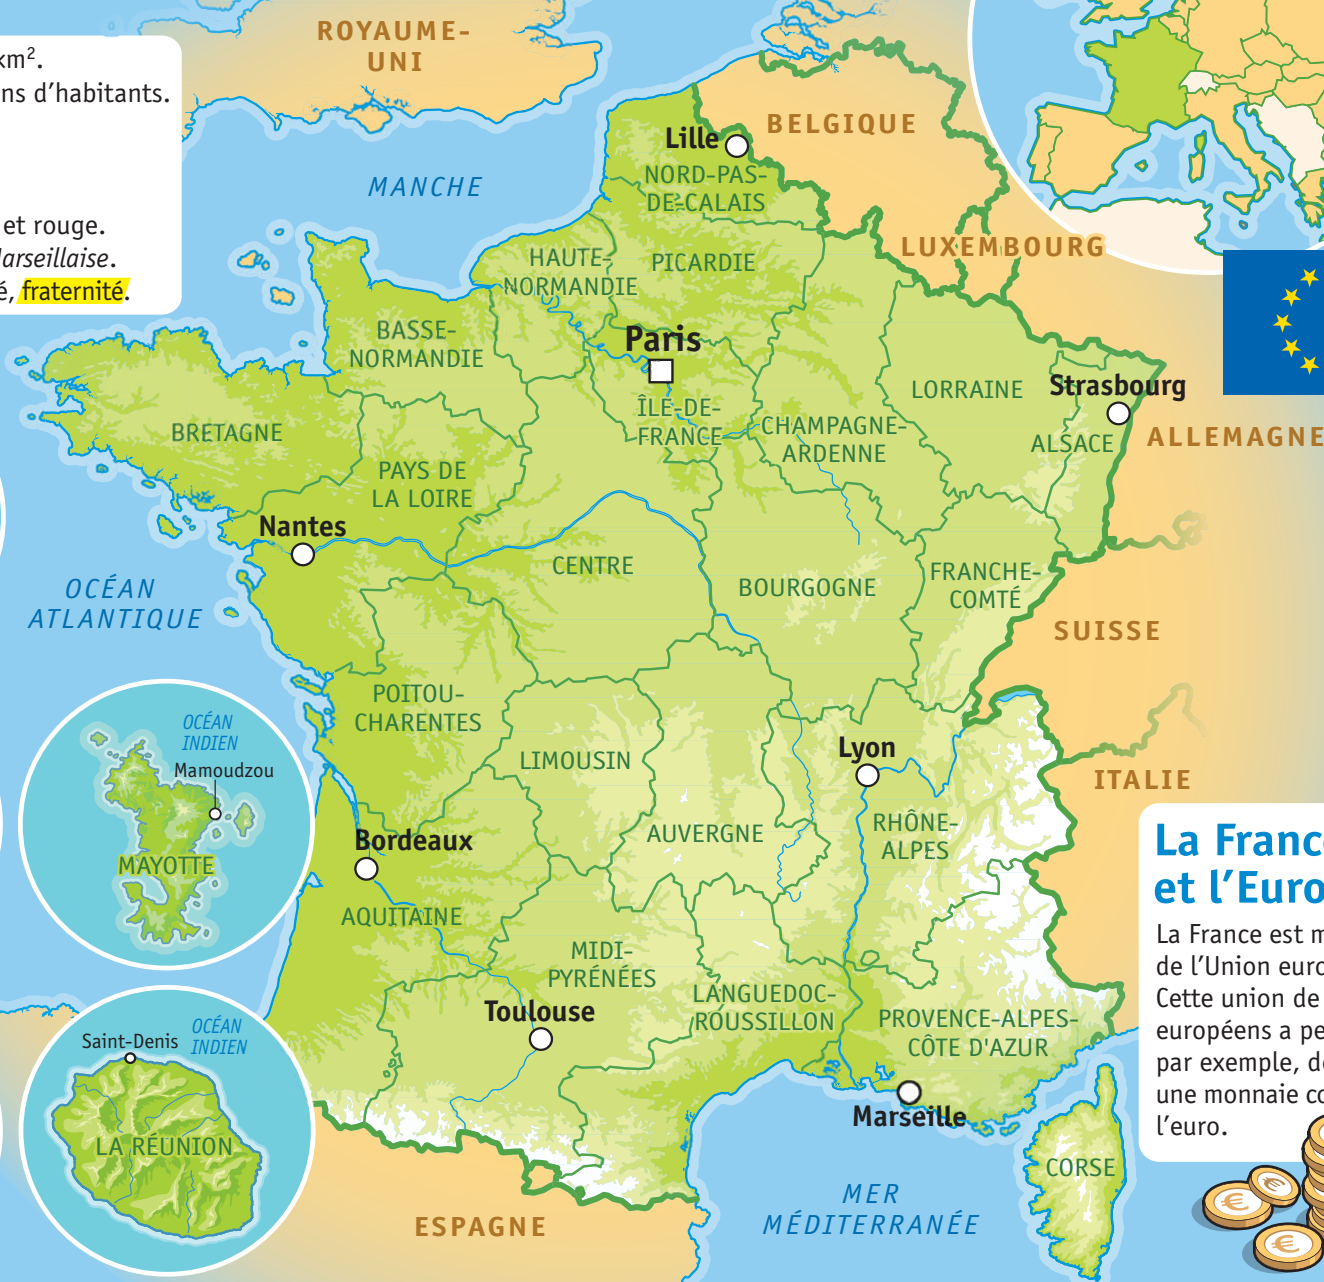 km².
ns d'habitants.
et rouge.
arseillaise.
é, fraternité.
ROYAUME-
UNI
BELGIQUE
Lille
NORD-PAS-
DE-CALAIS
MANCHE
LUXEMBOURG
HAUTE-
NORMANDIE
PICARDIE
BASSE-
NORMANDIE
Paris
ÎLE-DE-
FRANCE
LORRAINE
Strasbourg
ALSACE
ALLEMAGNE
CHAMPAGNE-
ARDENNE
BRETAGNE
PAYS DE
LA LOIRE
Nantes
CENTRE
BOURGOGNE
FRANCHE-
COMTÉ
OCÉAN
ATLANTIQUE
SUISSE
POITOU-
CHARENTES
LIMOUSIN
Lyon
ITALIE
OCÉAN
INDIEN
Mamoudzou
MAYOTTE
Bordeaux
AUVERGNE
RHÔNE-
ALPES
AQUITAINE
MIDI-
PYRÉNÉES
Toulouse
LANGUEDOC-
ROUSSILLON
PROVENCE-ALPES-
CÔTE D'AZUR
Marseille
Saint-Denis
OCÉAN
INDIEN
LA RÉUNION
CORSE
MER
MÉDITERRANÉE
ESPAGNE
La Franc
et l'Euro
La France est m
de l'Union euro
Cette union de
européens a pe
par exemple, d
une monnaie co
l'euro.
€
€
€